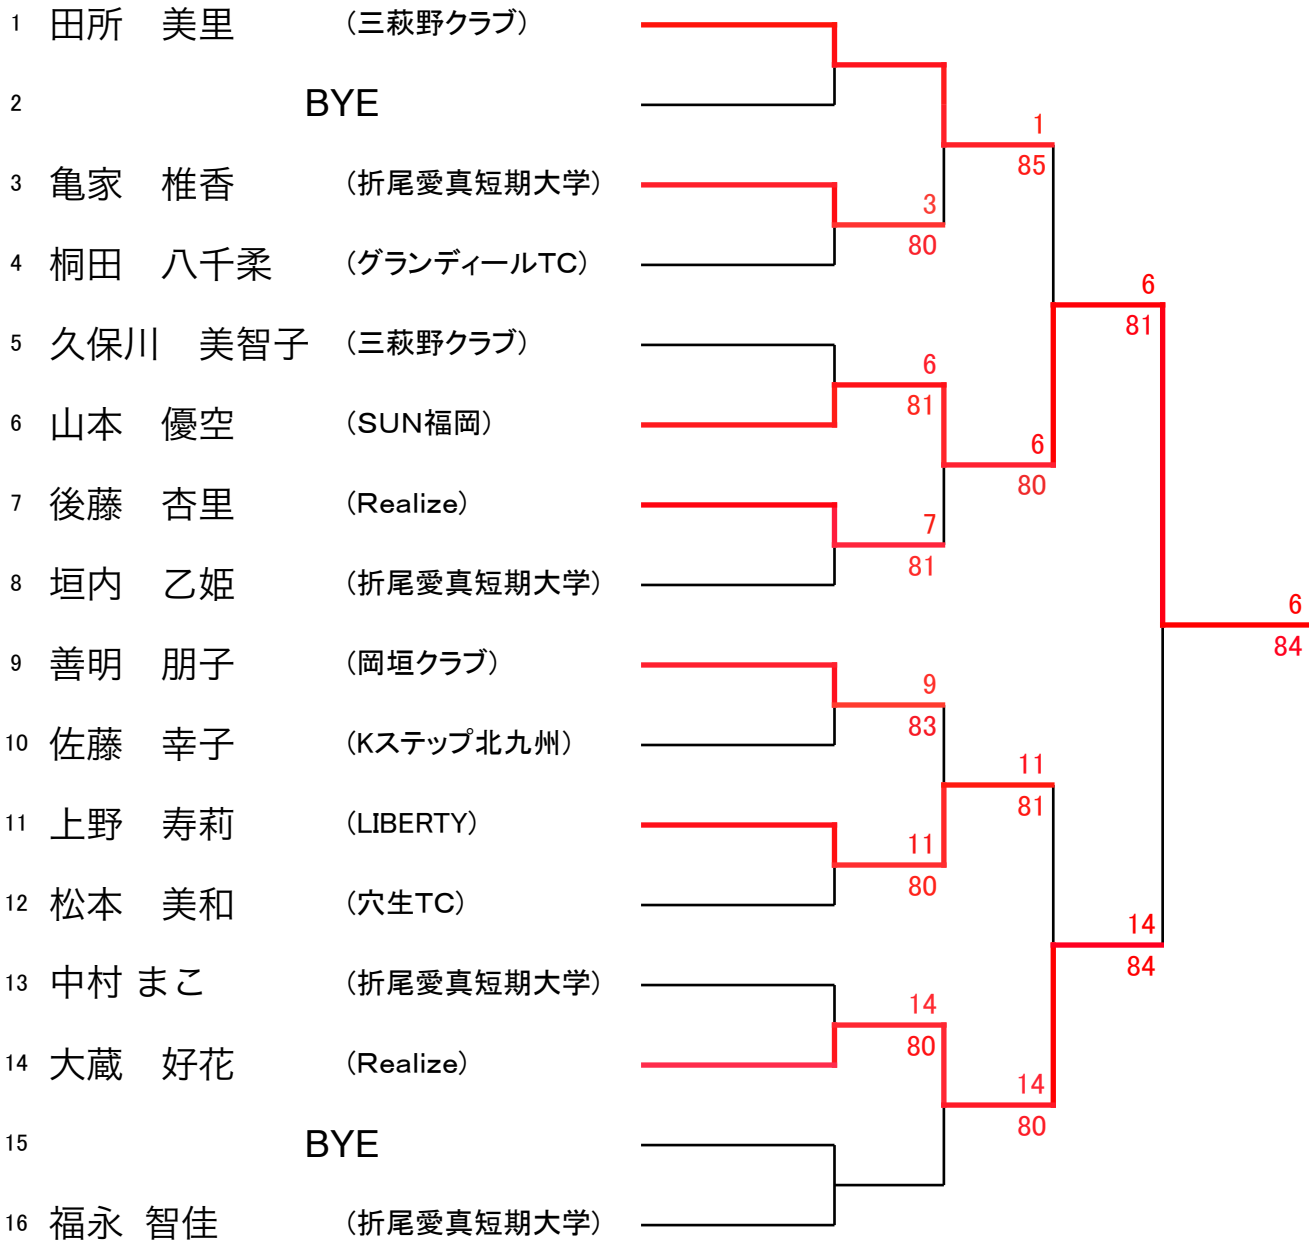 1 田所　美里 （三萩野クラブ）
2 BYE
1
85
3 亀家　椎香 （折尾愛真短期大学）
3
80
4 桐田　八千柔 （グランディールTC）
6
81
5 久保川　美智子 （三萩野クラブ）
6
81
6 山本　優空 （SUN福岡）
6
80
7 後藤　杏里 （Realize）
7
81
8 垣内　乙姫 （折尾愛真短期大学）
6
84
9 善明　朋子 （岡垣クラブ）
9
83
10 佐藤　幸子 （Kステップ北九州）
11
81
11 上野　寿莉 （LIBERTY）
11
80
12 松本　美和 （穴生TC）
14
84
13 中村 まこ （折尾愛真短期大学）
14
80
14 大蔵　好花 （Realize）
14
80
15 BYE
16 福永 智佳 （折尾愛真短期大学）